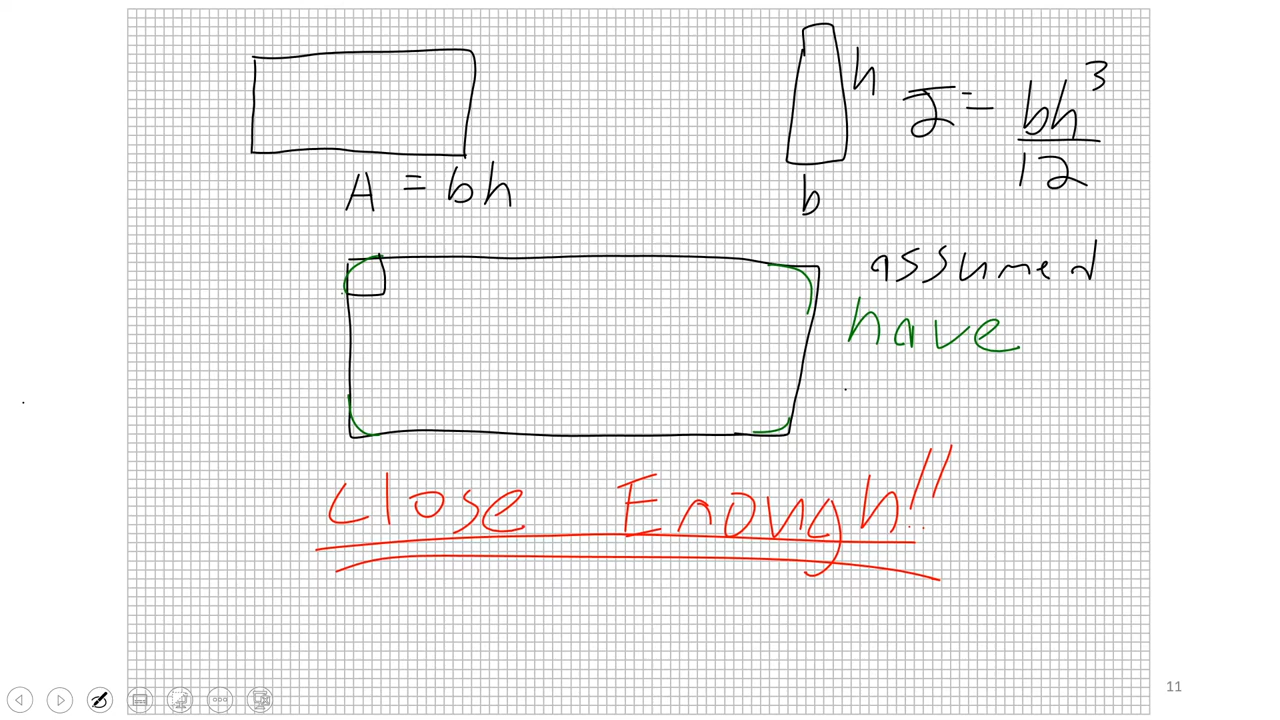 h
I = bh³/12
A = bh
b
assumed
have
Close Enough!!
11